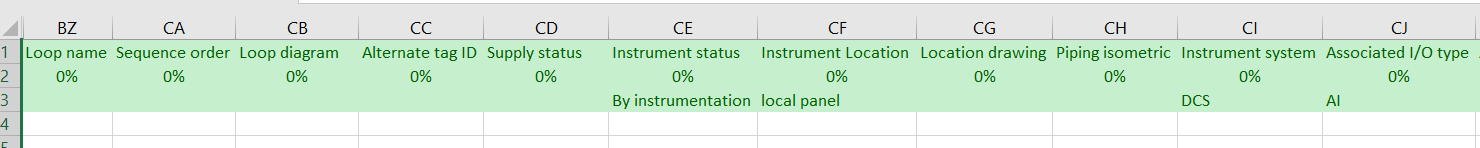 BZ CA CB CC CD CE CF CG CH CI CJ
1 Loop name Sequence order Loop diagram Alternate tag ID Supply status Instrument status Instrument Location Location drawing Piping isometric Instrument system Associated I/O type
2 0% 0% 0% 0% 0% 0% 0% 0% 0% 0% 0%
3 By instrumentation local panel DCS AI
4